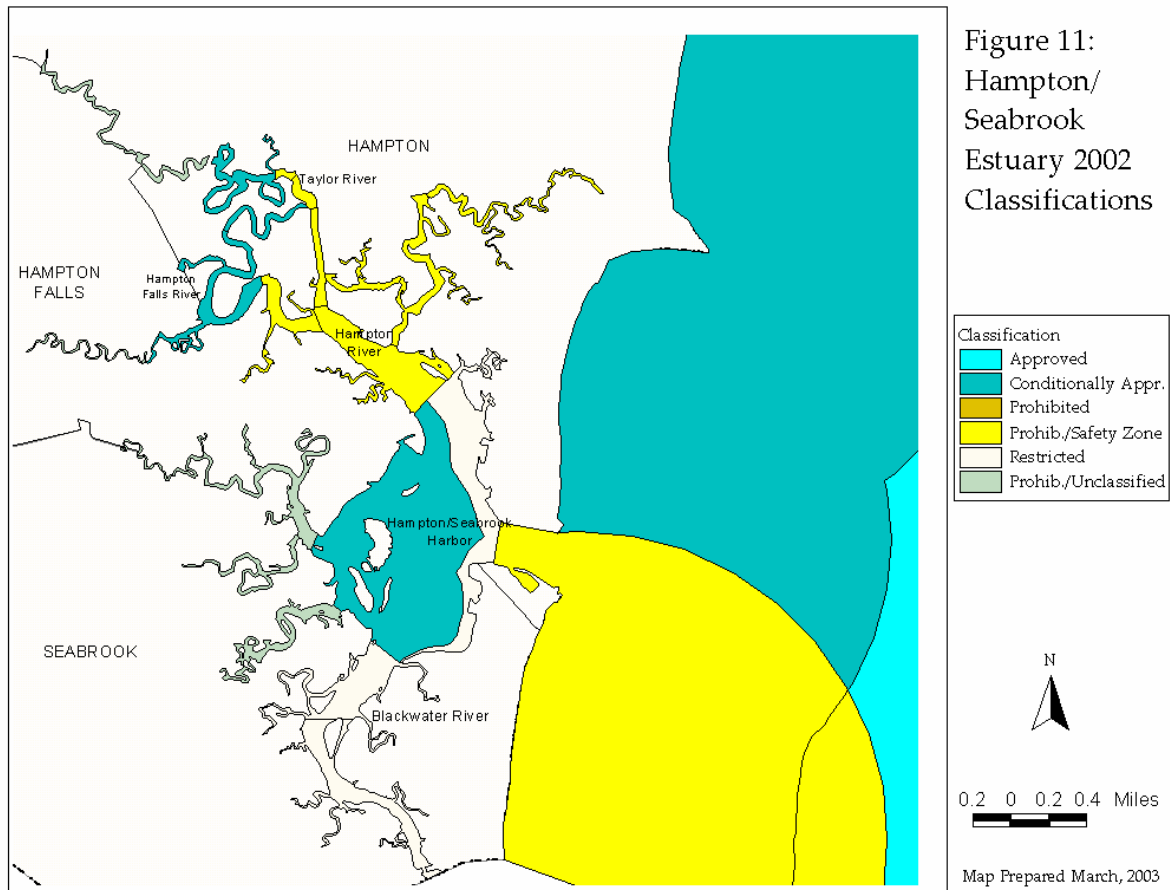 Figure 11:
Hampton/
Seabrook
Estuary 2002
Classifications
HAMPTON
Taylor River
HAMPTON
FALLS
Hampton
Falls River
Hampton
River
Hampton/Seabrook
Harbor
SEABROOK
Blackwater River
Classification
Approved
Conditionally Appr.
Prohibited
Prohib./Safety Zone
Restricted
Prohib./Unclassified
N
0.2 0 0.2 0.4 Miles
Map Prepared March, 2003